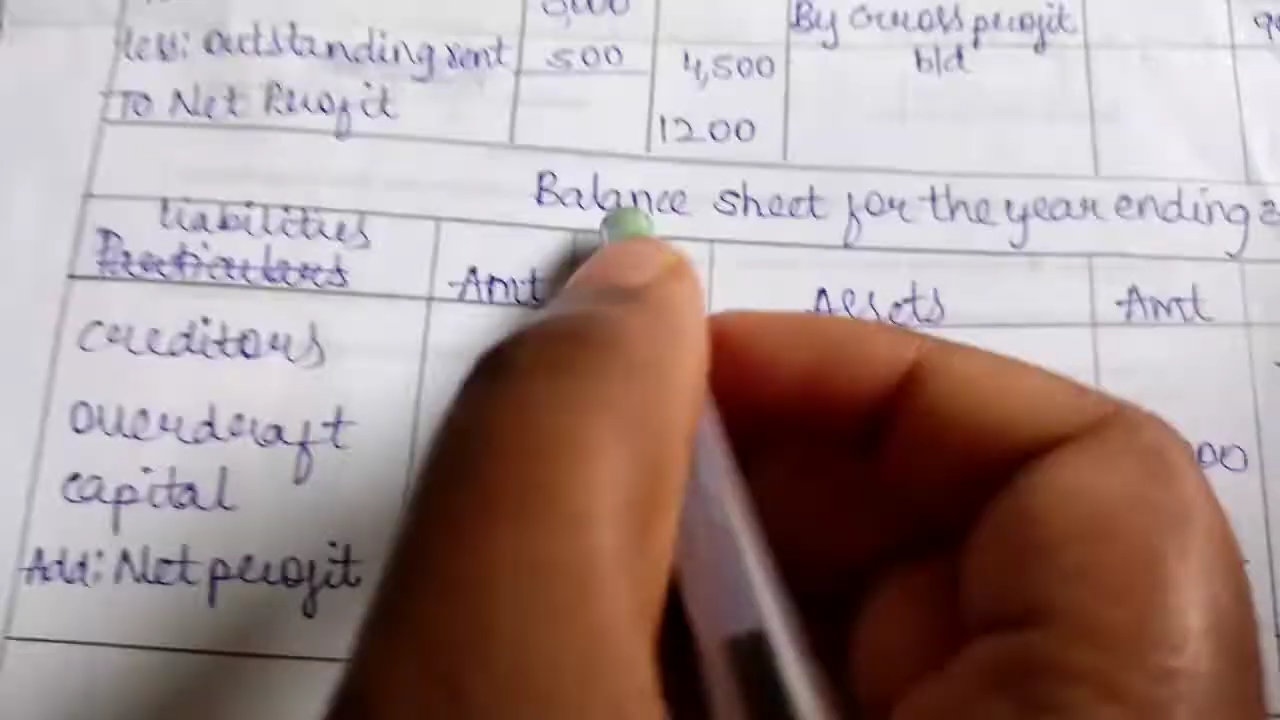 By Gross profit
less: outstanding rent 500 4,500 b/d
To Net Profit 1200
Balance sheet for the year ending
Liabilities
Particulars Amt Assets Amt
creditors
overdraft
capital
Add: Net profit